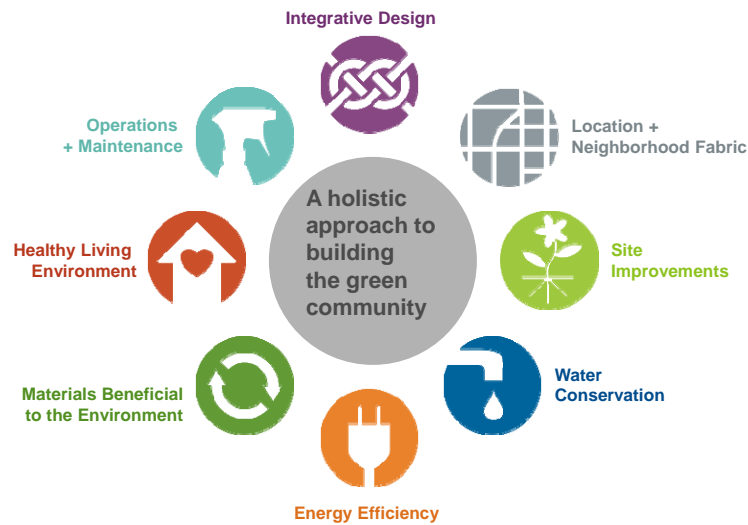 Integrative Design
Location +
Neighborhood Fabric
Site
Improvements
Water
Conservation
Energy Efficiency
Materials Beneficial
to the Environment
Healthy Living
Environment
Operations
+ Maintenance
A holistic
approach to
building
the green
community